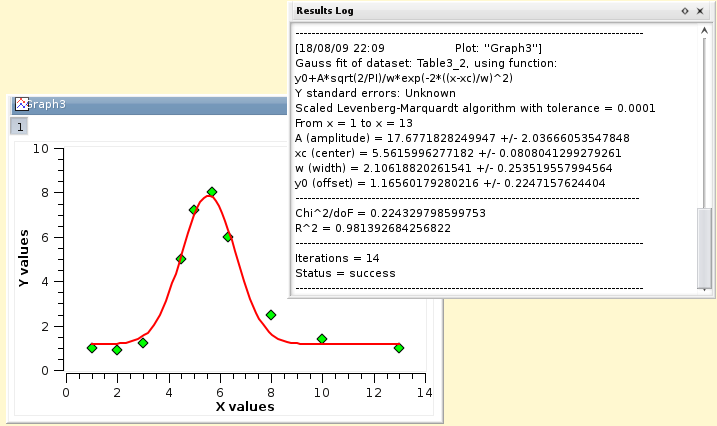 Results Log
[18/08/09 22:09 Plot: ''Graph3'']
Gauss fit of dataset: Table3_2, using function:
y0+A*sqrt(2/PI)/w*exp(-2*((x-xc)/w)^2)
Y standard errors: Unknown
Scaled Levenberg-Marquardt algorithm with tolerance = 0.0001
From x = 1 to x = 13
A (amplitude) = 17.6771828249947 +/- 2.03666053547848
xc (center) = 5.5615996277182 +/- 0.0808041299279261
w (width) = 2.10618820261541 +/- 0.253519557994564
y0 (offset) = 1.16560179280216 +/- 0.2247157624404
Chi^2/doF = 0.224329798599753
R^2 = 0.981392684256822
Iterations = 14
Status = success
Graph3
1
10
8
6
4
2
0
Y values
0 2 4 6 8 10 12 14
X values